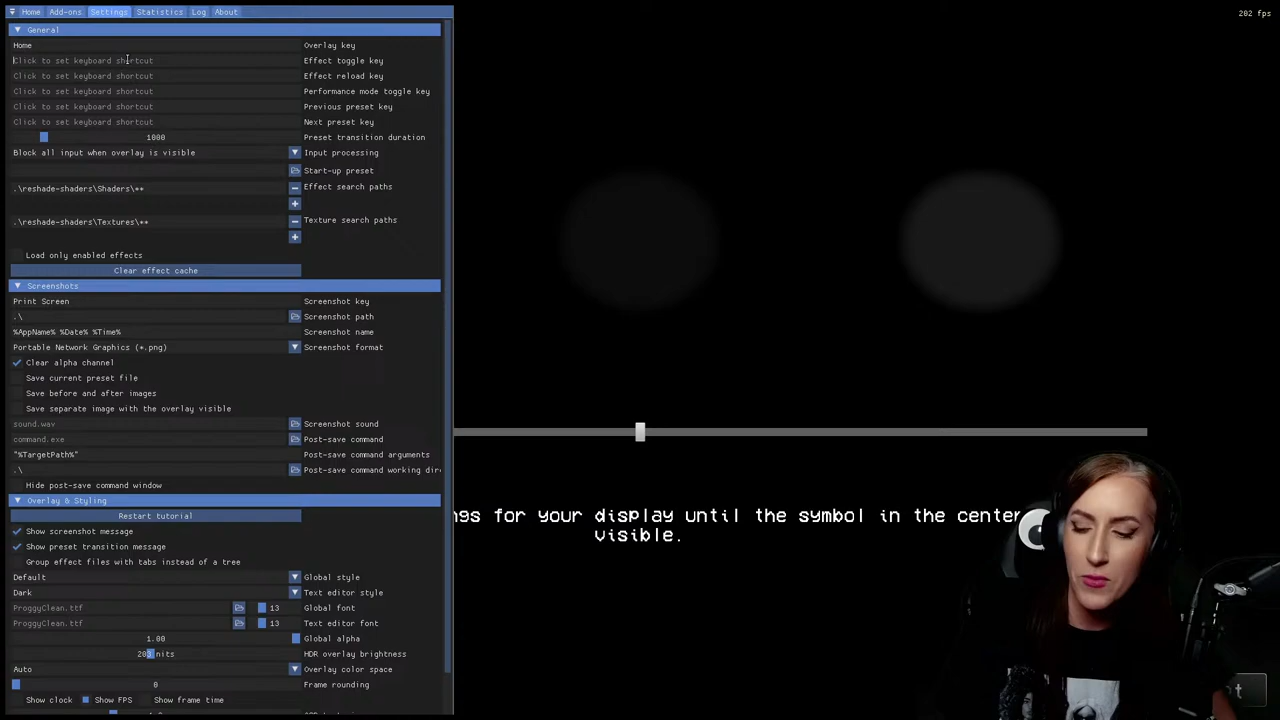 Home Add-ons Settings Statistics Log About
202 fps
General
Home Overlay key
Click to set keyboard shortcut Effect toggle key
Click to set keyboard shortcut Effect reload key
Click to set keyboard shortcut Performance mode toggle key
Click to set keyboard shortcut Previous preset key
Click to set keyboard shortcut Next preset key
1000 Preset transition duration
Block all input when overlay is visible Input processing
Start-up preset
.\reshade-shaders\Shaders\** Effect search paths
.\reshade-shaders\Textures\** Texture search paths
Load only enabled effects
Clear effect cache
Screenshots
Print Screen Screenshot key
.\ Screenshot path
%AppName% %Date% %Time% Screenshot name
Portable Network Graphics (*.png) Screenshot format
Clear alpha channel
Save current preset file
Save before and after images
Save separate image with the overlay visible
sound.wav Screenshot sound
command.exe Post-save command
"%TargetPath%" Post-save command arguments
.\ Post-save command working dire
Hide post-save command window
Overlay & Styling
Restart tutorial
Show screenshot message
Show preset transition message
Group effect files with tabs instead of a tree
Default Global style
Dark Text editor style
ProggyClean.ttf 13 Global font
ProggyClean.ttf 13 Text editor font
1.00 Global alpha
203 nits HDR overlay brightness
Auto Overlay color space
0 Frame rounding
Show clock Show FPS Show frame time
ngs for your display until the symbol in the center
visible.